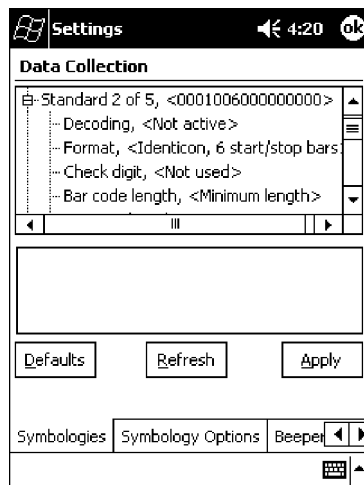 Settings 4:20 ok
Data Collection
Standard 2 of 5, <0001006000000000>
Decoding, <Not active>
Format, <Identicon, 6 start/stop bars
Check digit, <Not used>
Bar code length, <Minimum length>
Defaults Refresh Apply
Symbologies Symbology Options Beeper